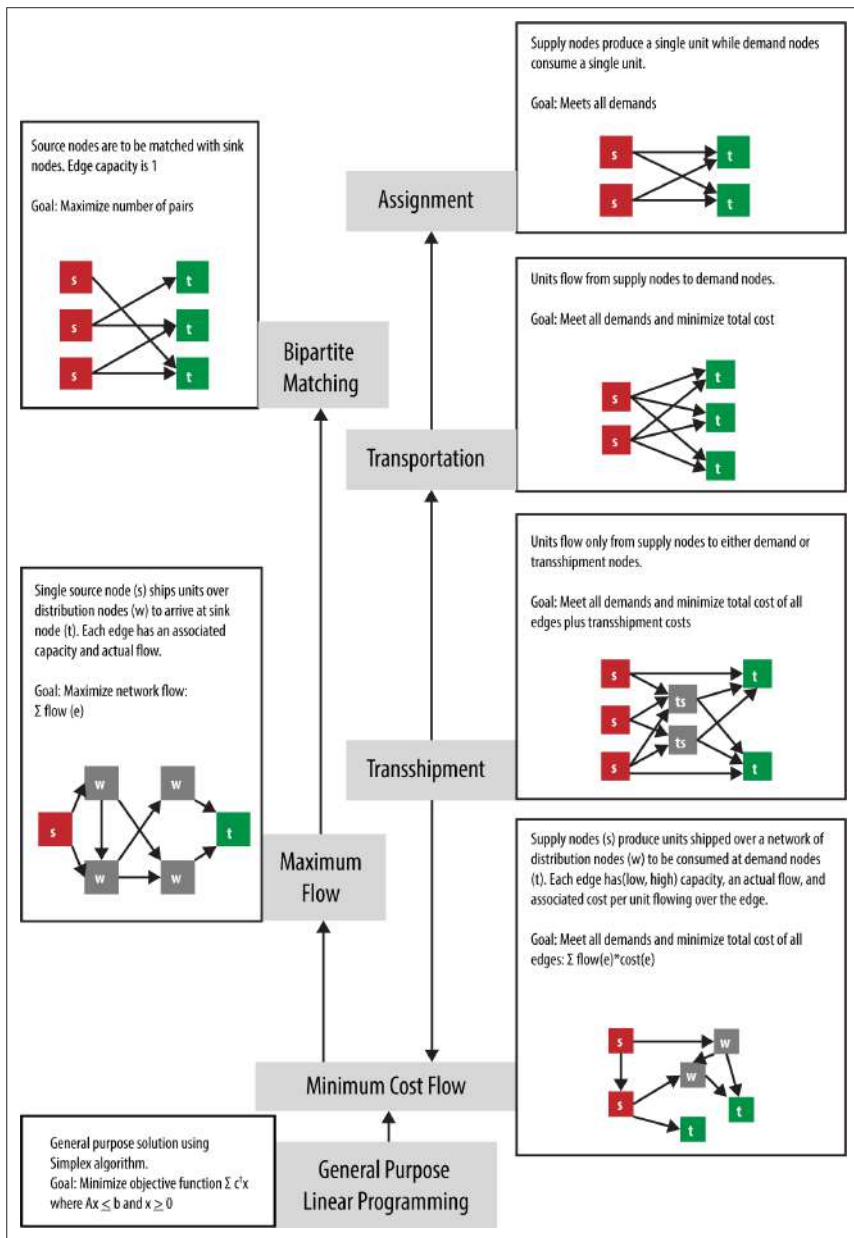 Supply nodes produce a single unit while demand nodes
consume a single unit.
Goal: Meets all demands
s
t
s
t
Assignment
Source nodes are to be matched with sink
nodes. Edge capacity is 1
Goal: Maximize number of pairs
s
t
s
t
s
t
Bipartite
Matching
Units flow from supply nodes to demand nodes.
Goal: Meet all demands and minimize total cost
s
t
s
t
t
Transportation
Units flow only from supply nodes to either demand or
transshipment nodes.
Goal: Meet all demands and minimize total cost of all
edges plus transshipment costs
s
t
ts
s
ts
s
t
Transshipment
Single source node (s) ships units over
distribution nodes (w) to arrive at sink
node (t). Each edge has an associated
capacity and actual flow.
Goal: Maximize network flow:
Σ flow (e)
w
w
s
t
w
w
Maximum
Flow
Supply nodes (s) produce units shipped over a network of
distribution nodes (w) to be consumed at demand nodes
(t). Each edge has(low, high) capacity, an actual flow, and
associated cost per unit flowing over the edge.
Goal: Meet all demands and minimize total cost of all
edges: Σ flow(e)*cost(e)
s
w
w
s
t
t
Minimum Cost Flow
General purpose solution using
Simplex algorithm.
Goal: Minimize objective function Σ cᵗx
where Ax ≤ b and x ≥ 0
General Purpose
Linear Programming